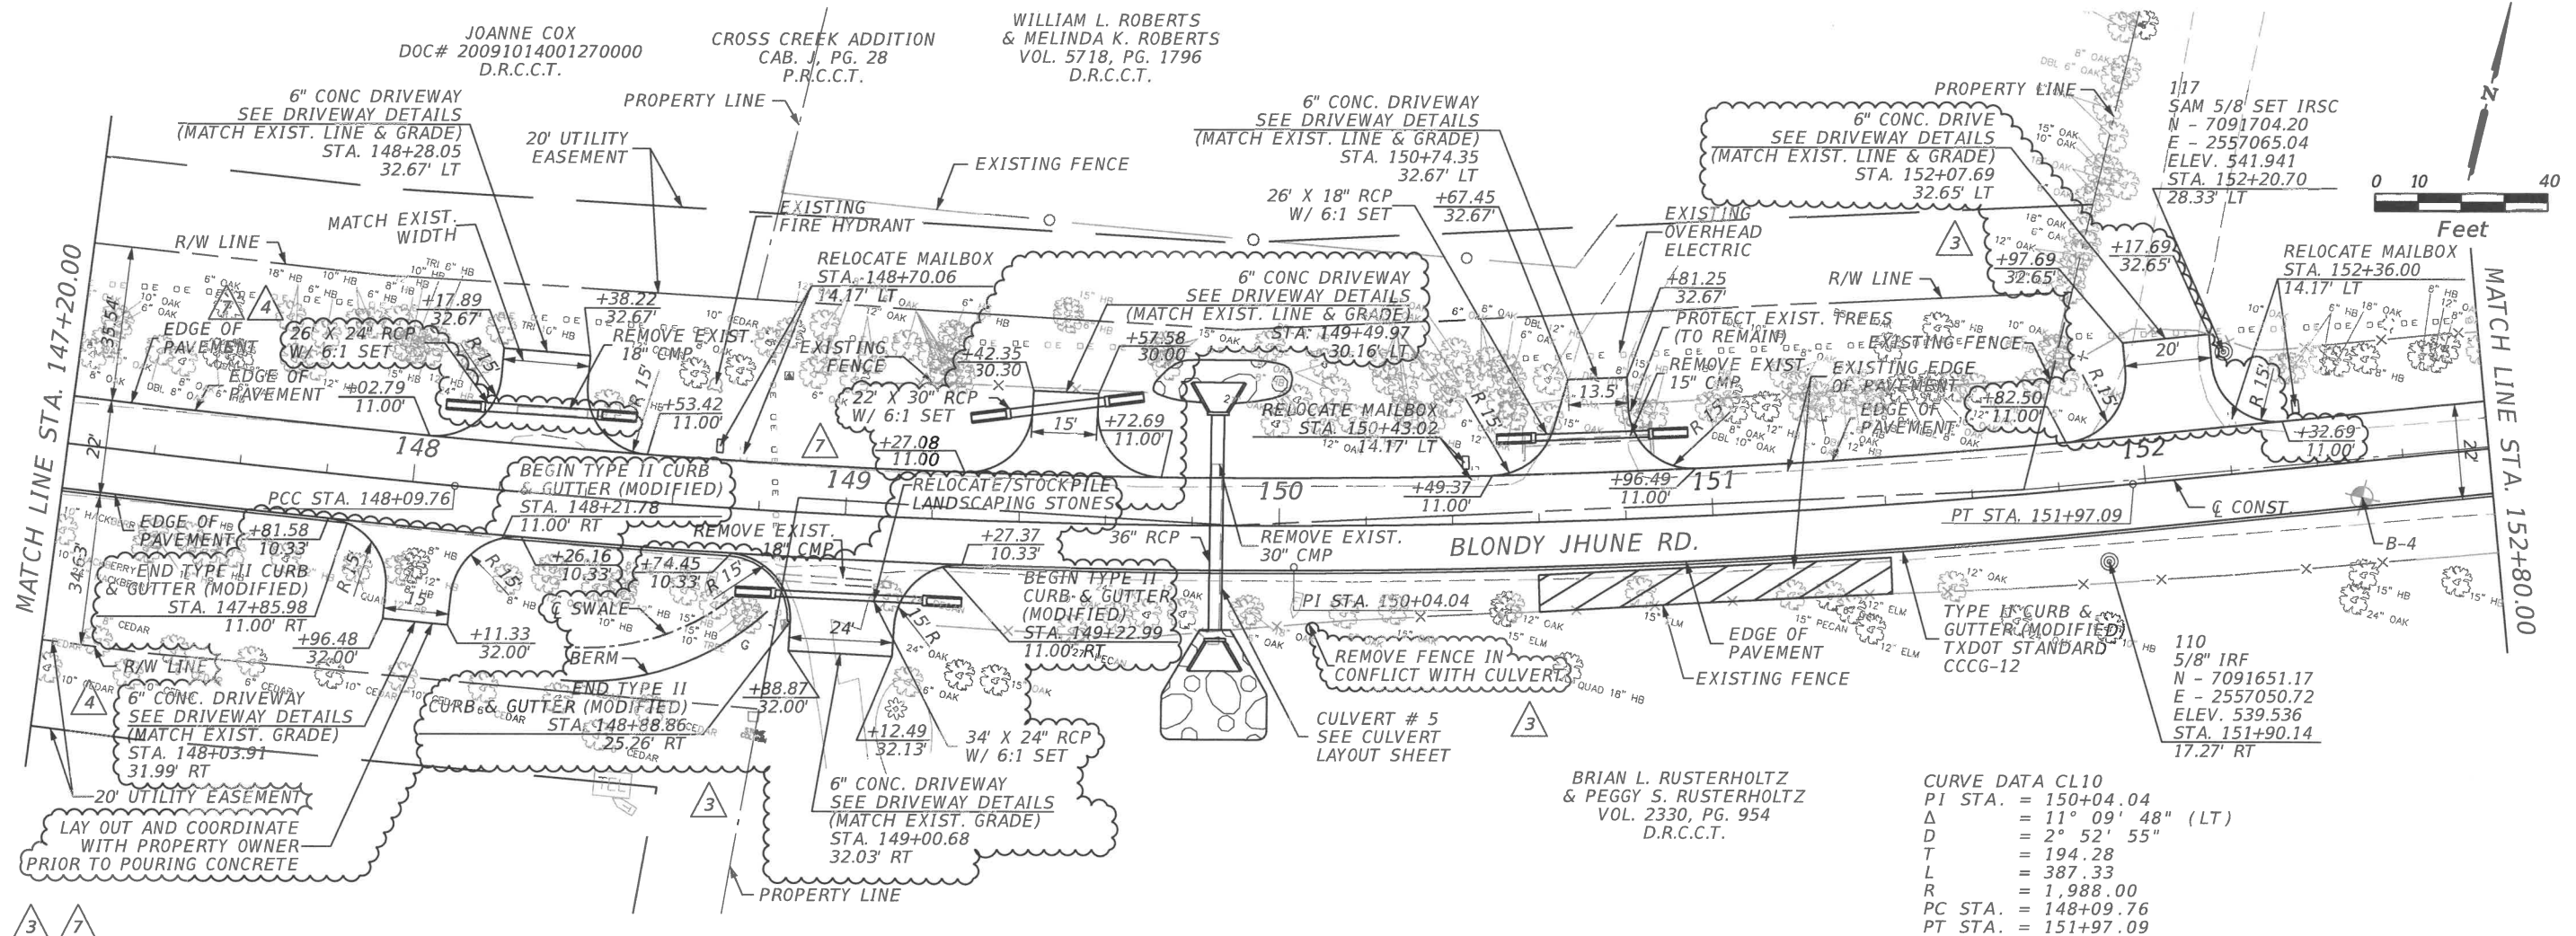 JOANNE COX
DOC# 20091014001270000
D.R.C.C.T.
CROSS CREEK ADDITION
CAB. J, PG. 28
P.R.C.C.T.
WILLIAM L. ROBERTS
& MELINDA K. ROBERTS
VOL. 5718, PG. 1796
D.R.C.C.T.
6" CONC DRIVEWAY
SEE DRIVEWAY DETAILS
(MATCH EXIST. LINE & GRADE)
STA. 148+28.05
32.67' LT
PROPERTY LINE
20' UTILITY
EASEMENT
EXISTING FENCE
6" CONC. DRIVEWAY
SEE DRIVEWAY DETAILS
(MATCH EXIST. LINE & GRADE)
STA. 150+74.35
32.67' LT
6" CONC. DRIVE
SEE DRIVEWAY DETAILS
(MATCH EXIST. LINE & GRADE)
STA. 152+07.69
32.65' LT
PROPERTY LINE
117
SAM 5/8 SET IRSC
N - 7091704.20
E - 2557065.04
ELEV. 541.941
STA. 152+20.70
28.33' LT
N
0 10 40
Feet
MATCH LINE STA. 147+20.00
R/W LINE
MATCH EXIST.
WIDTH
EXISTING
FIRE HYDRANT
RELOCATE MAILBOX
STA. 148+70.06
14.17' LT
26' X 18" RCP
W/ 6:1 SET
+67.45
32.67'
EXISTING
OVERHEAD
ELECTRIC
3
+17.69
32.65'
+97.69
32.65'
RELOCATE MAILBOX
STA. 152+36.00
14.17' LT
MATCH LINE STA. 152+80.00
35.54'
EDGE OF
PAVEMENT
7
4
26' X 24" RCP
W/ 6:1 SET
+17.89
32.67'
+38.22
32.67'
REMOVE EXIST.
18" CMP
R 15'
R 15'
EDGE OF
PAVEMENT
+02.79
11.00'
+53.42
11.00'
EXISTING
FENCE
6" CONC DRIVEWAY
SEE DRIVEWAY DETAILS
(MATCH EXIST. LINE & GRADE)
STA. 149+49.97
30.16' LT
+42.35
30.30
+57.58
30.00
22' X 30" RCP
W/ 6:1 SET
15'
+72.69
11.00'
+27.08
11.00
7
RELOCATE MAILBOX
STA. 150+43.02
14.17' LT
R 15'
13.5'
+81.25
32.67'
PROTECT EXIST. TREES
(TO REMAIN)
REMOVE EXIST.
15" CMP
+49.37
11.00'
+96.49
11.00'
R/W LINE
EXISTING FENCE
EXISTING EDGE
OF PAVEMENT
EDGE OF
PAVEMENT
+82.50
11.00'
R 15'
20'
R 15'
+32.69
11.00'
22'
22'
148
149
150
151
152
PCC STA. 148+09.76
BEGIN TYPE II CURB
& GUTTER (MODIFIED)
STA. 148+21.78
11.00' RT
RELOCATE/STOCKPILE
LANDSCAPING STONES
REMOVE EXIST.
18" CMP
36" RCP
REMOVE EXIST.
30" CMP
BLONDY JHUNE RD.
PT STA. 151+97.09
℄ CONST.
B-4
34.63'
EDGE OF
PAVEMENT
+81.58
10.33'
END TYPE II CURB
& GUTTER (MODIFIED)
STA. 147+85.98
11.00' RT
R 15'
15'
R 15'
+26.16
10.33'
+74.45
10.33'
R 15'
℄ SWALE
BERM
24'
15' R
+27.37
10.33'
BEGIN TYPE II
CURB & GUTTER
(MODIFIED)
STA. 149+22.99
11.00' RT
PI STA. 150+04.04
+96.48
32.00'
+11.33
32.00'
R/W LINE
4
6" CONC. DRIVEWAY
SEE DRIVEWAY DETAILS
(MATCH EXIST. GRADE)
STA. 148+03.91
31.99' RT
END TYPE II
CURB & GUTTER (MODIFIED)
STA. 148+88.86
25.26' RT
+88.87
32.00'
+12.49
32.13'
34' X 24" RCP
W/ 6:1 SET
REMOVE FENCE IN
CONFLICT WITH CULVERT
3
CULVERT # 5
SEE CULVERT
LAYOUT SHEET
EDGE OF
PAVEMENT
EXISTING FENCE
TYPE II CURB &
GUTTER (MODIFIED)
TXDOT STANDARD
CCCG-12
110
5/8" IRF
N - 7091651.17
E - 2557050.72
ELEV. 539.536
STA. 151+90.14
17.27' RT
20' UTILITY EASEMENT
TEL
3
LAY OUT AND COORDINATE
WITH PROPERTY OWNER
PRIOR TO POURING CONCRETE
6" CONC. DRIVEWAY
SEE DRIVEWAY DETAILS
(MATCH EXIST. GRADE)
STA. 149+00.68
32.03' RT
PROPERTY LINE
BRIAN L. RUSTERHOLTZ
& PEGGY S. RUSTERHOLTZ
VOL. 2330, PG. 954
D.R.C.C.T.
CURVE DATA CL10
PI STA. = 150+04.04
Δ = 11° 09' 48" (LT)
D = 2° 52' 55"
T = 194.28
L = 387.33
R = 1,988.00
PC STA. = 148+09.76
PT STA. = 151+97.09
3
7